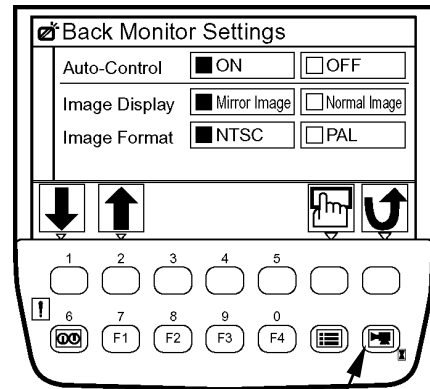 Back Monitor Settings
Auto-Control ON OFF
Image Display Mirror Image Normal Image
Image Format NTSC PAL
1 2 3 4 5
6 7 8 9 0
F1 F2 F3 F4